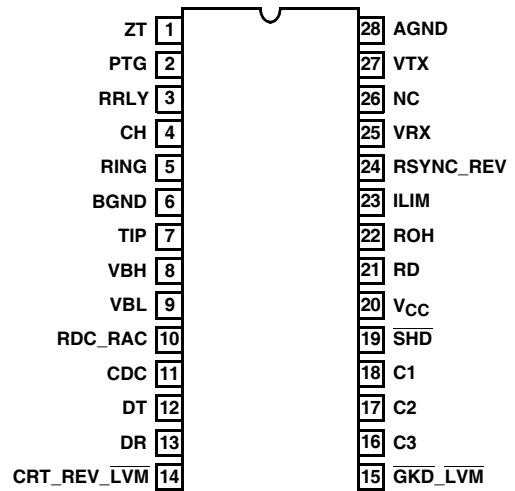 ZT 1 28 AGND
PTG 2 27 VTX
RRLY 3 26 NC
CH 4 25 VRX
RING 5 24 RSYNC_REV
BGND 6 23 ILIM
TIP 7 22 ROH
VBH 8 21 RD
VBL 9 20 VCC
RDC_RAC 10 19 SHD
CDC 11 18 C1
DT 12 17 C2
DR 13 16 C3
CRT_REV_LVM 14 15 GKD_LVM